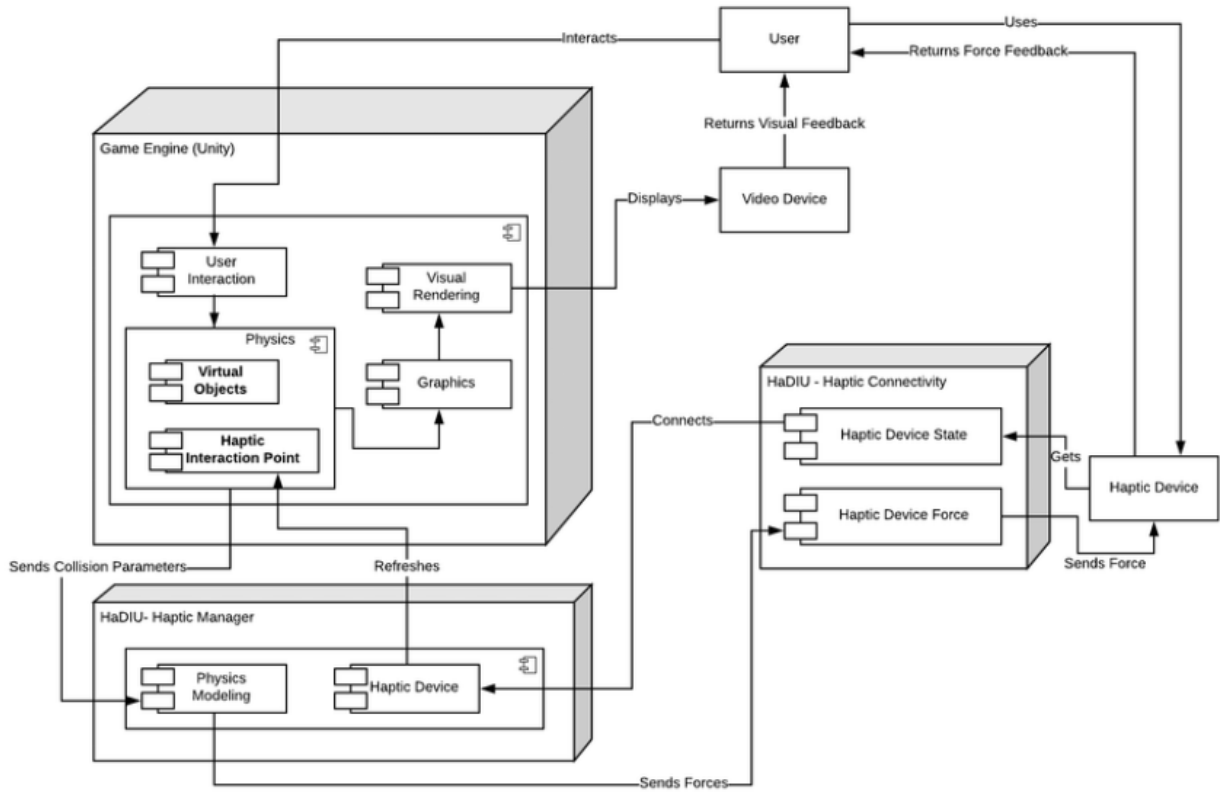 User
Uses
Interacts
Returns Force Feedback
Returns Visual Feedback
Game Engine (Unity)
Video Device
Displays
User
Interaction
Visual
Rendering
Physics
Virtual
Objects
Graphics
Haptic
Interaction Point
HaDIU - Haptic Connectivity
Connects
Haptic Device State
Gets
Haptic Device
Haptic Device Force
Sends Force
Sends Collision Parameters
Refreshes
HaDIU- Haptic Manager
Physics
Modeling
Haptic Device
Sends Forces